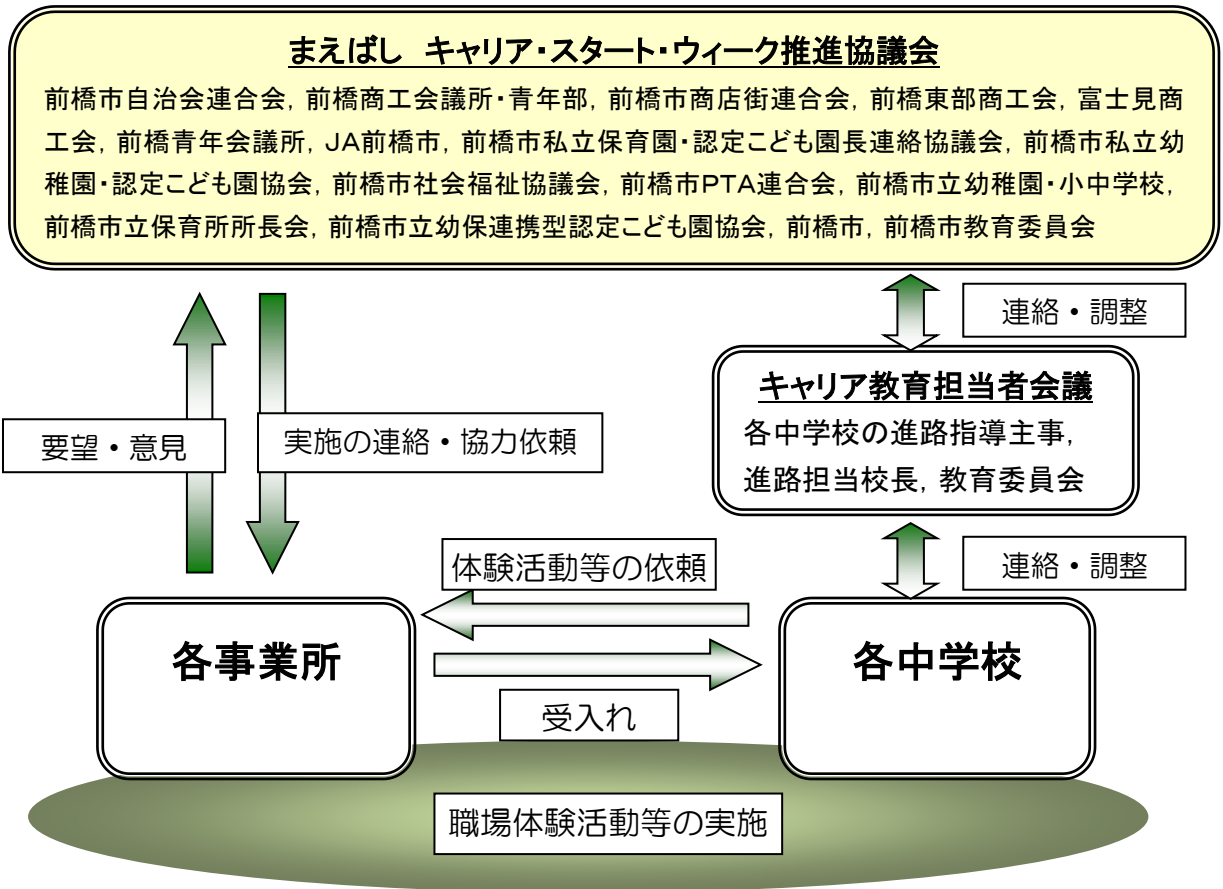 まえばし　キャリア・スタート・ウィーク推進協議会
前橋市自治会連合会，前橋商工会議所・青年部，前橋市商店街連合会，前橋東部商工会，富士見商
工会，前橋青年会議所，JA前橋市，前橋市私立保育園・認定こども園長連絡協議会，前橋市私立幼
稚園・認定こども園協会，前橋市社会福祉協議会，前橋市PTA連合会，前橋市立幼稚園・小中学校，
前橋市立保育所所長会，前橋市立幼保連携型認定こども園協会，前橋市，前橋市教育委員会
連絡・調整
キャリア教育担当者会議
各中学校の進路指導主事，
進路担当校長，教育委員会
要望・意見
実施の連絡・協力依頼
連絡・調整
体験活動等の依頼
各事業所
各中学校
受入れ
職場体験活動等の実施